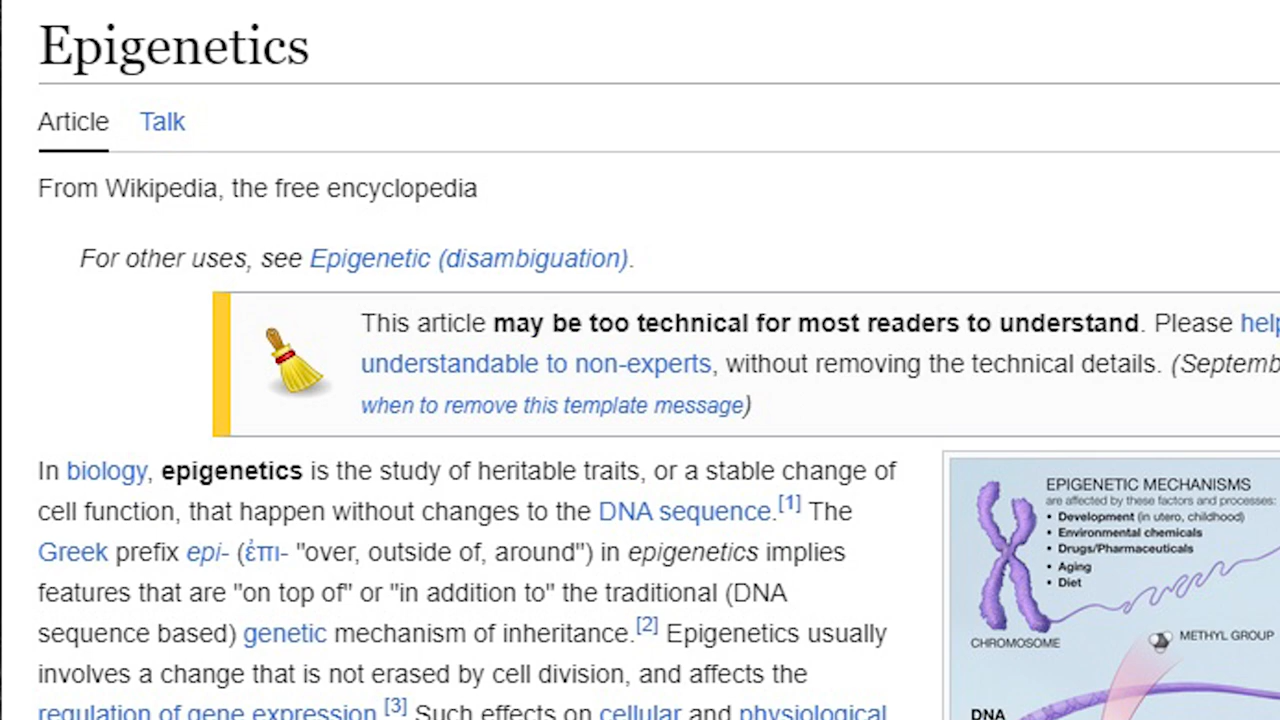 Epigenetics
Article Talk
From Wikipedia, the free encyclopedia
For other uses, see Epigenetic (disambiguation).
This article may be too technical for most readers to understand. Please help
understandable to non-experts, without removing the technical details. (Septemb
when to remove this template message)
In biology, epigenetics is the study of heritable traits, or a stable change of
cell function, that happen without changes to the DNA sequence.[1] The
Greek prefix epi- (ἐπι- "over, outside of, around") in epigenetics implies
features that are "on top of" or "in addition to" the traditional (DNA
sequence based) genetic mechanism of inheritance.[2] Epigenetics usually
involves a change that is not erased by cell division, and affects the
regulation of gene expression.[3] Such effects on cellular and physiological
EPIGENETIC MECHANISMS
are affected by these factors and processes:
• Development (in utero, childhood)
• Environmental chemicals
• Drugs/Pharmaceuticals
• Aging
• Diet
CHROMOSOME
METHYL GROUP
DNA